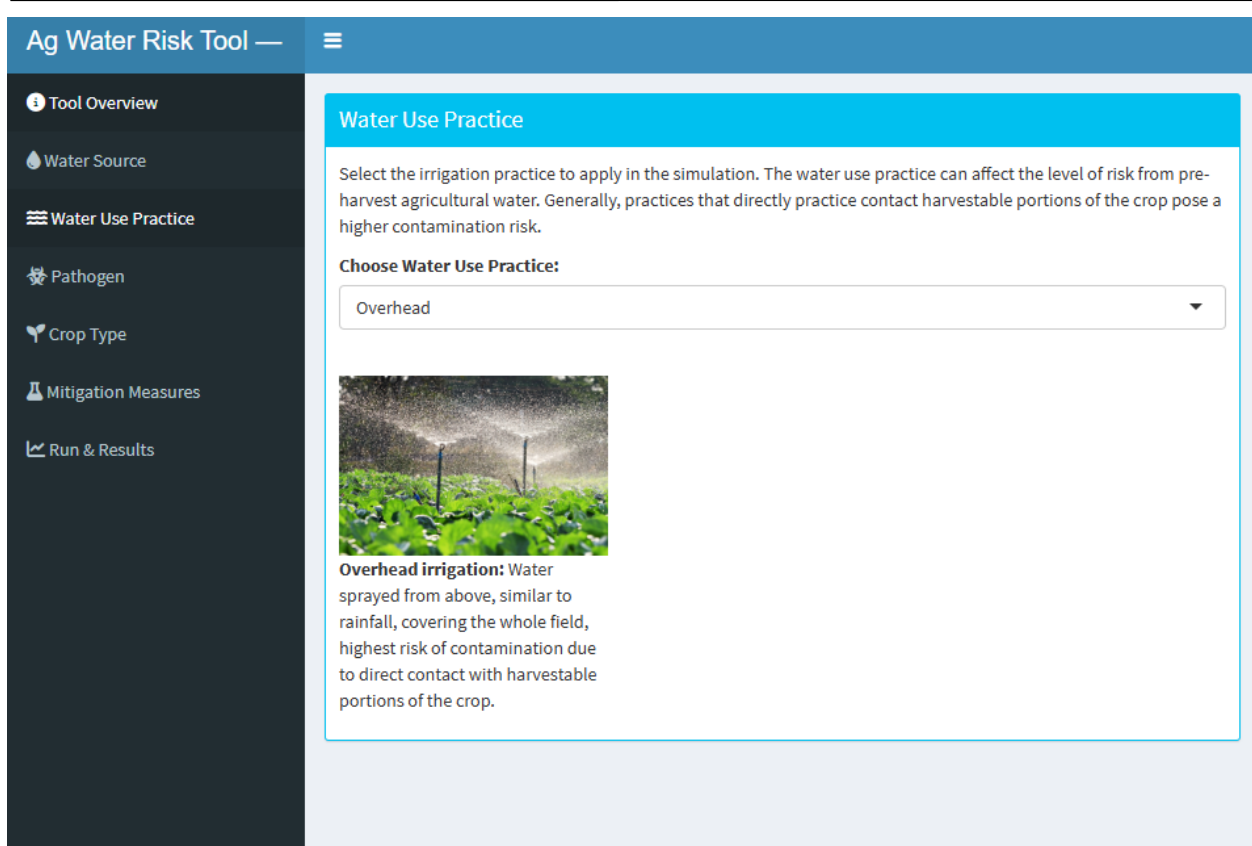 Ag Water Risk Tool —
Tool Overview
Water Source
Water Use Practice
Pathogen
Crop Type
Mitigation Measures
Run & Results
Water Use Practice
Select the irrigation practice to apply in the simulation. The water use practice can affect the level of risk from pre-
harvest agricultural water. Generally, practices that directly practice contact harvestable portions of the crop pose a
higher contamination risk.
Choose Water Use Practice:
Overhead
Overhead irrigation: Water
sprayed from above, similar to
rainfall, covering the whole field,
highest risk of contamination due
to direct contact with harvestable
portions of the crop.